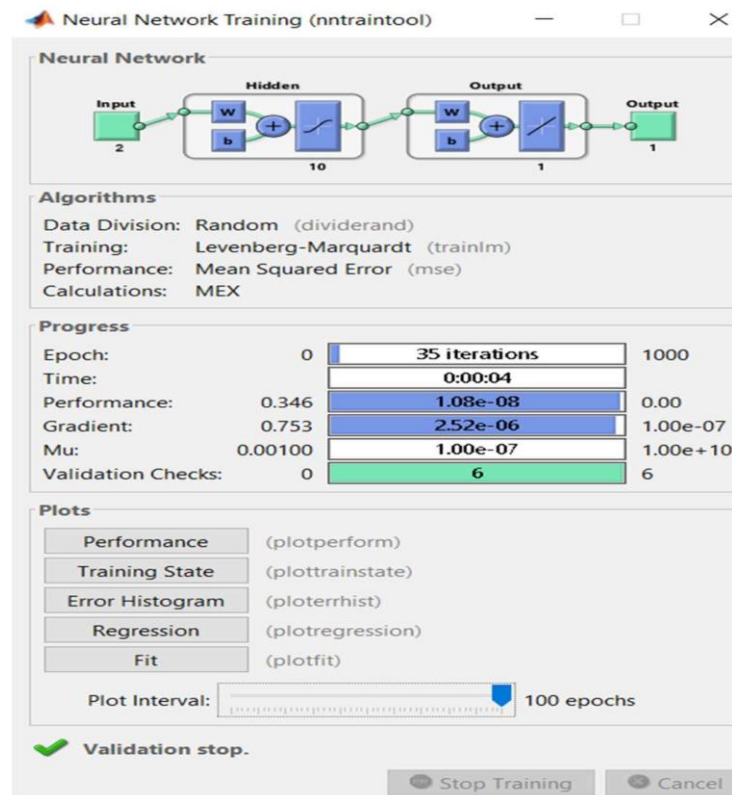 Neural Network Training (nntraintool)
Neural Network
Hidden Output
Input Output
W W
b b
2 10 1 1
Algorithms
Data Division: Random (dividerand)
Training: Levenberg-Marquardt (trainlm)
Performance: Mean Squared Error (mse)
Calculations: MEX
Progress
Epoch: 0 35 iterations 1000
Time: 0:00:04
Performance: 0.346 1.08e-08 0.00
Gradient: 0.753 2.52e-06 1.00e-07
Mu: 0.00100 1.00e-07 1.00e+10
Validation Checks: 0 6 6
Plots
Performance (plotperform)
Training State (plottrainstate)
Error Histogram (ploterrhist)
Regression (plotregression)
Fit (plotfit)
Plot Interval: 100 epochs
Validation stop.
Stop Training Cancel